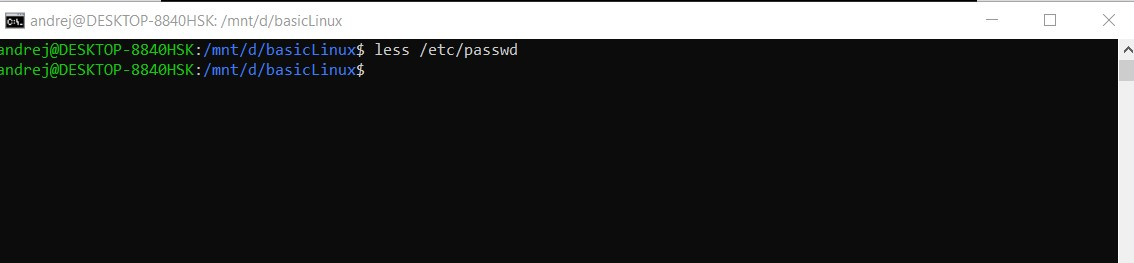 andrej@DESKTOP-8840HSK: /mnt/d/basicLinux
andrej@DESKTOP-8840HSK:/mnt/d/basicLinux$ less /etc/passwd
andrej@DESKTOP-8840HSK:/mnt/d/basicLinux$